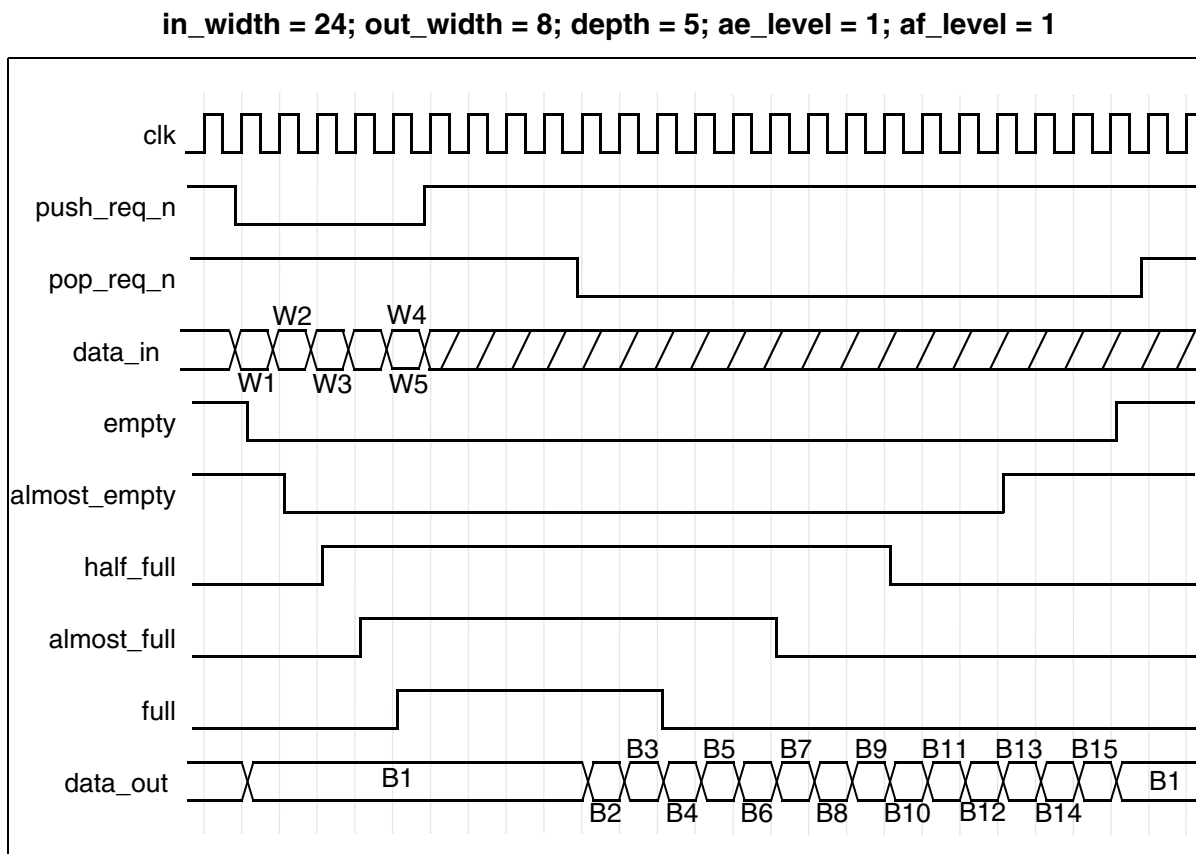 in_width = 24; out_width = 8; depth = 5; ae_level = 1; af_level = 1
clk
push_req_n
pop_req_n
W2 W4
data_in
W1 W3 W5
empty
almost_empty
half_full
almost_full
full
B3 B5 B7 B9 B11 B13 B15
data_out B1 B1
B2 B4 B6 B8 B10 B12 B14